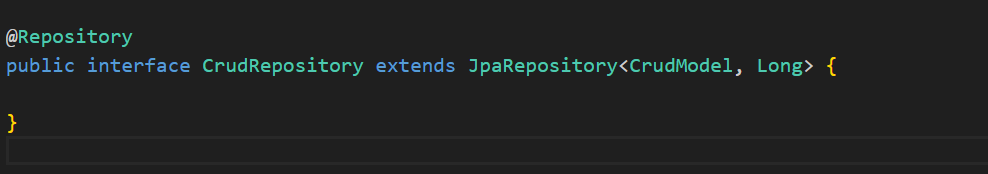 @Repository
public interface CrudRepository extends JpaRepository<CrudModel, Long> {
}